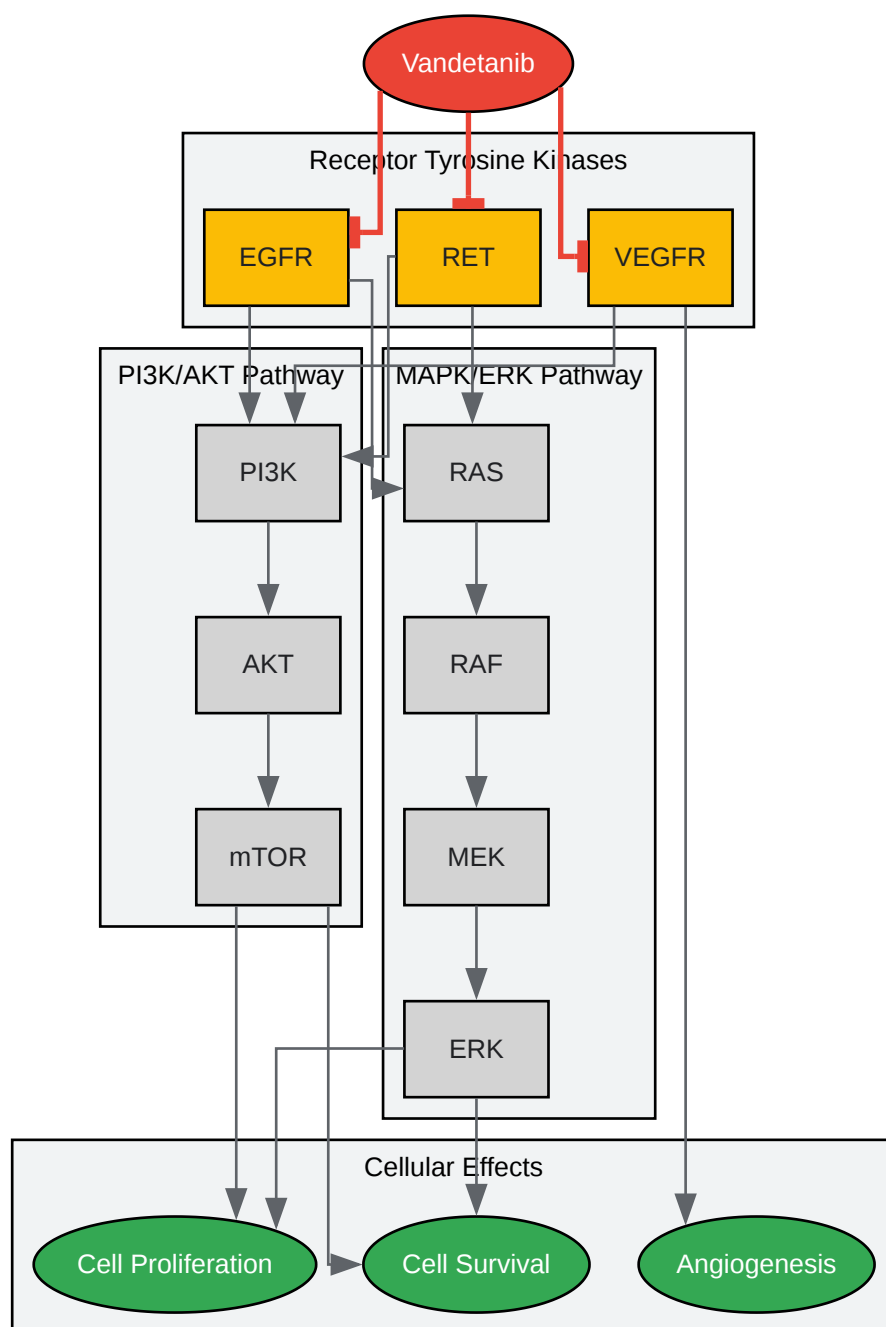 Vandetanib
Receptor Tyrosine Kinases
EGFR
RET
VEGFR
PI3K/AKT Pathway
MAPK/ERK Pathway
PI3K
RAS
AKT
RAF
mTOR
MEK
ERK
Cellular Effects
Cell Proliferation
Cell Survival
Angiogenesis